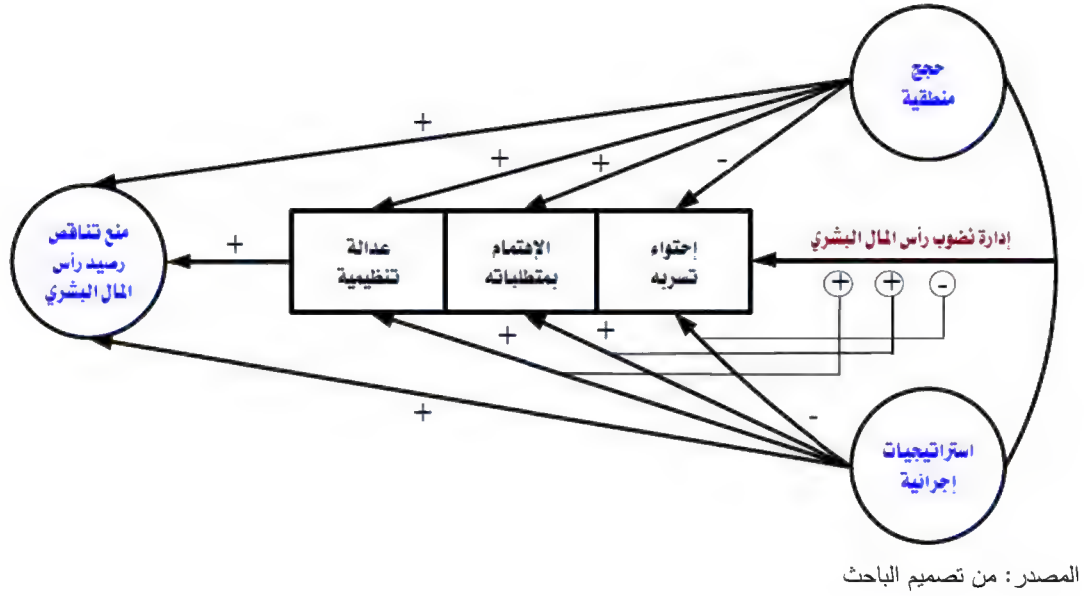 حجج
منطقية
+
+
+
-
إدارة نضوب رأس المال البشري
+ + -
إحتواء
تسربه
الإهتمام
بمتطلباته
عدالة
تنظيمية
+
منع تناقص
رصيد رأس
المال البشري
+
+
-
+
استراتيجيات
إجرائية
المصدر: من تصميم الباحث